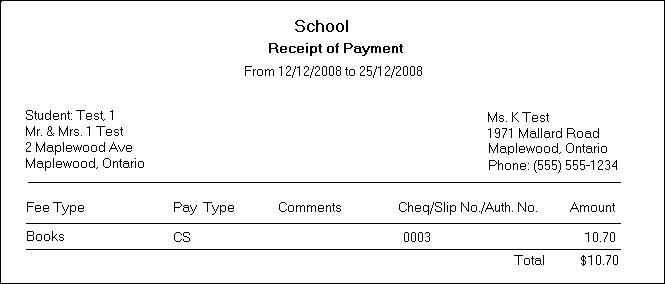 School
Receipt of Payment
From 12/12/2008 to 25/12/2008
Student: Test, 1
Mr. & Mrs. 1 Test
2 Maplewood Ave
Maplewood, Ontario
Ms. K Test
1971 Mallard Road
Maplewood, Ontario
Phone: (555) 555-1234
Fee Type Pay Type Comments Cheq/Slip No./Auth. No. Amount
Books CS 0003 10.70
Total $10.70